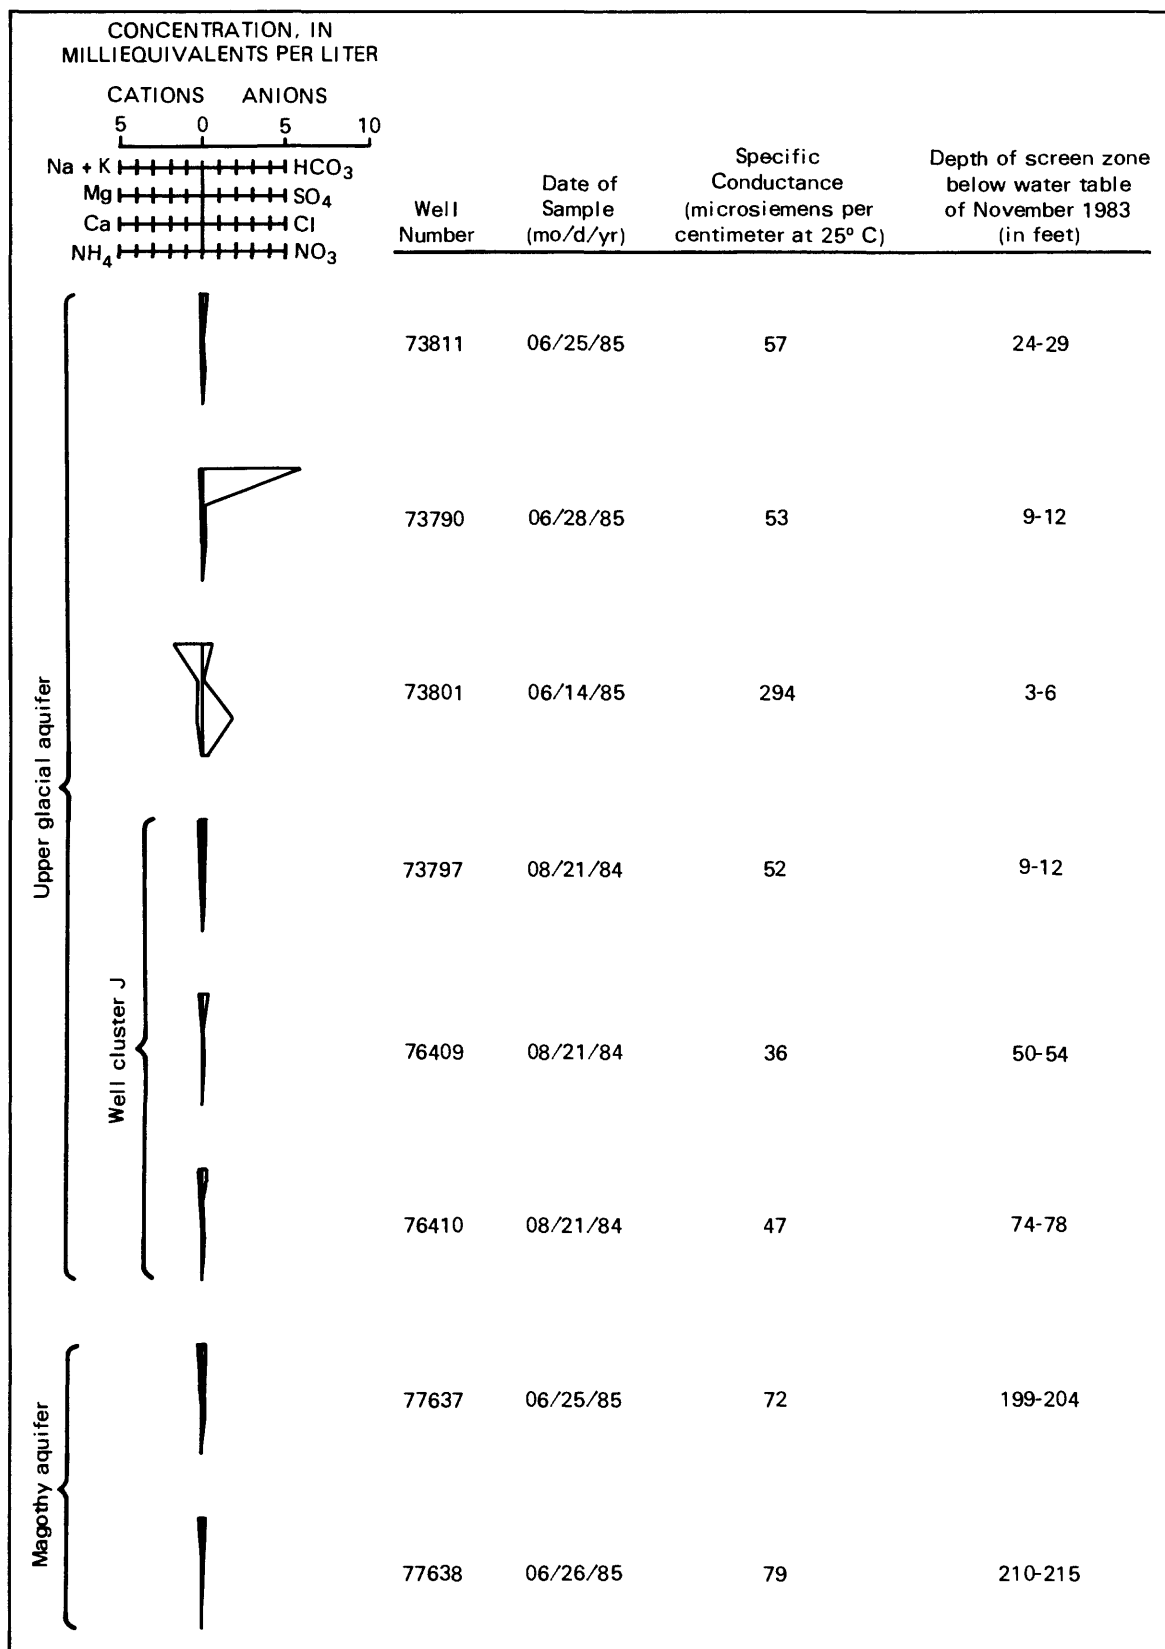 CONCENTRATION, IN
MILLIEQUIVALENTS PER LITER
CATIONS ANIONS
5 0 5 10
Na + K HCO3
Mg SO4
Ca Cl
NH4 NO3
Well
Number
Date of
Sample
(mo/d/yr)
Specific
Conductance
(microsiemens per
centimeter at 25° C)
Depth of screen zone
below water table
of November 1983
(in feet)
Upper glacial aquifer
73811 06/25/85 57 24-29
73790 06/28/85 53 9-12
73801 06/14/85 294 3-6
Well cluster J
73797 08/21/84 52 9-12
76409 08/21/84 36 50-54
76410 08/21/84 47 74-78
Magothy aquifer
77637 06/25/85 72 199-204
77638 06/26/85 79 210-215